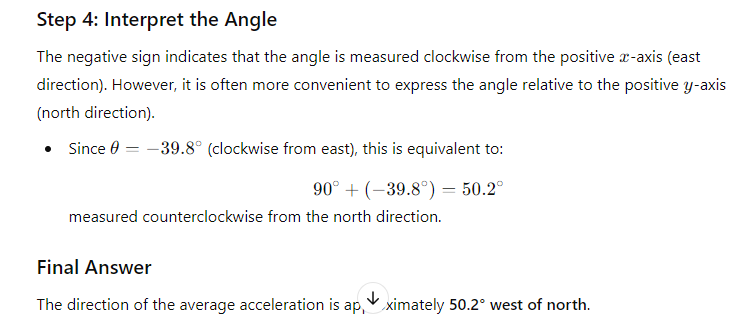 Step 4: Interpret the Angle
The negative sign indicates that the angle is measured clockwise from the positive x-axis (east
direction). However, it is often more convenient to express the angle relative to the positive y-axis
(north direction).
• Since θ = −39.8° (clockwise from east), this is equivalent to:
90° + (−39.8°) = 50.2°
measured counterclockwise from the north direction.
Final Answer
The direction of the average acceleration is 50.2° west of north.